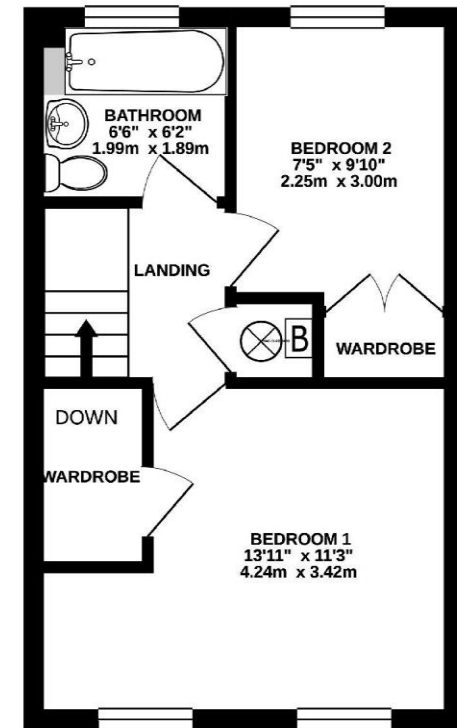 BATHROOM
6'6" x 6'2"
1.99m x 1.89m
BEDROOM 2
7'5" x 9'10"
2.25m x 3.00m
LANDING
B
WARDROBE
DOWN
WARDROBE
BEDROOM 1
13'11" x 11'3"
4.24m x 3.42m